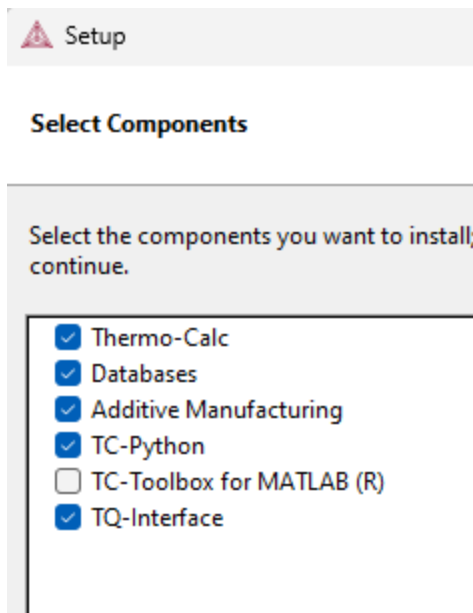 Setup
Select Components
Select the components you want to install;
continue.
Thermo-Calc
Databases
Additive Manufacturing
TC-Python
TC-Toolbox for MATLAB (R)
TQ-Interface